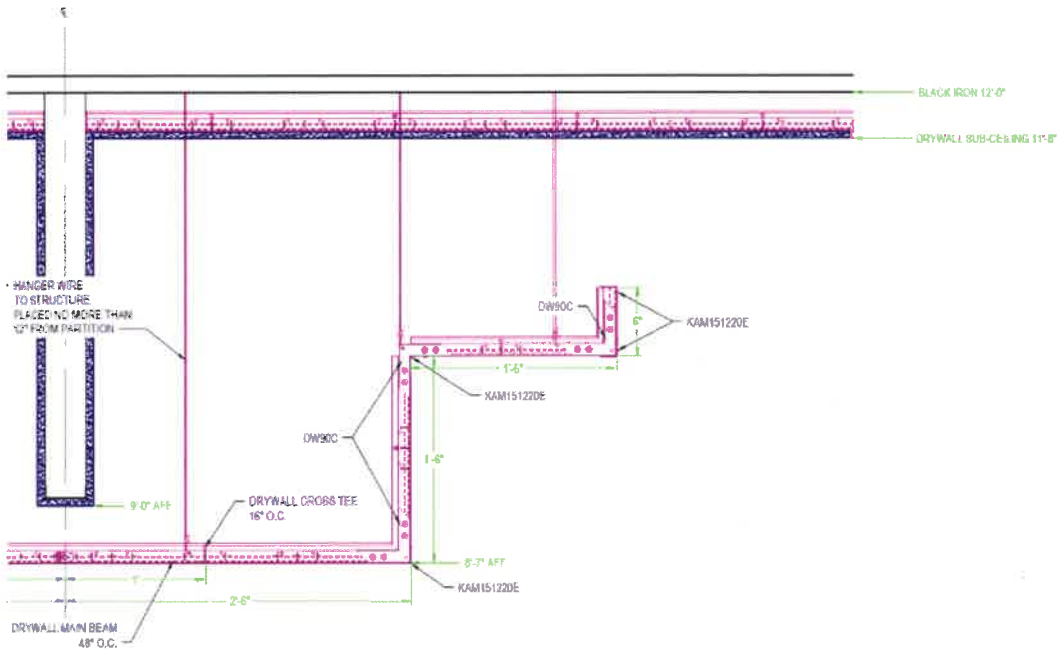 BLACK IRON 12'-0"
DRYWALL SUB-CEILING 11'-8"
HANGER WIRE
TO STRUCTURE
PLACED NO MORE THAN
12" FROM PARTITION
DW90C
6"
KAM151220E
1'-6"
KAM151220E
DW90C
1'-6"
DRYWALL CROSS TEE
16" O.C.
9'-0" AFF
8'-7" AFF
1'
KAM151220E
2'-6"
DRYWALL MAIN BEAM
48" O.C.